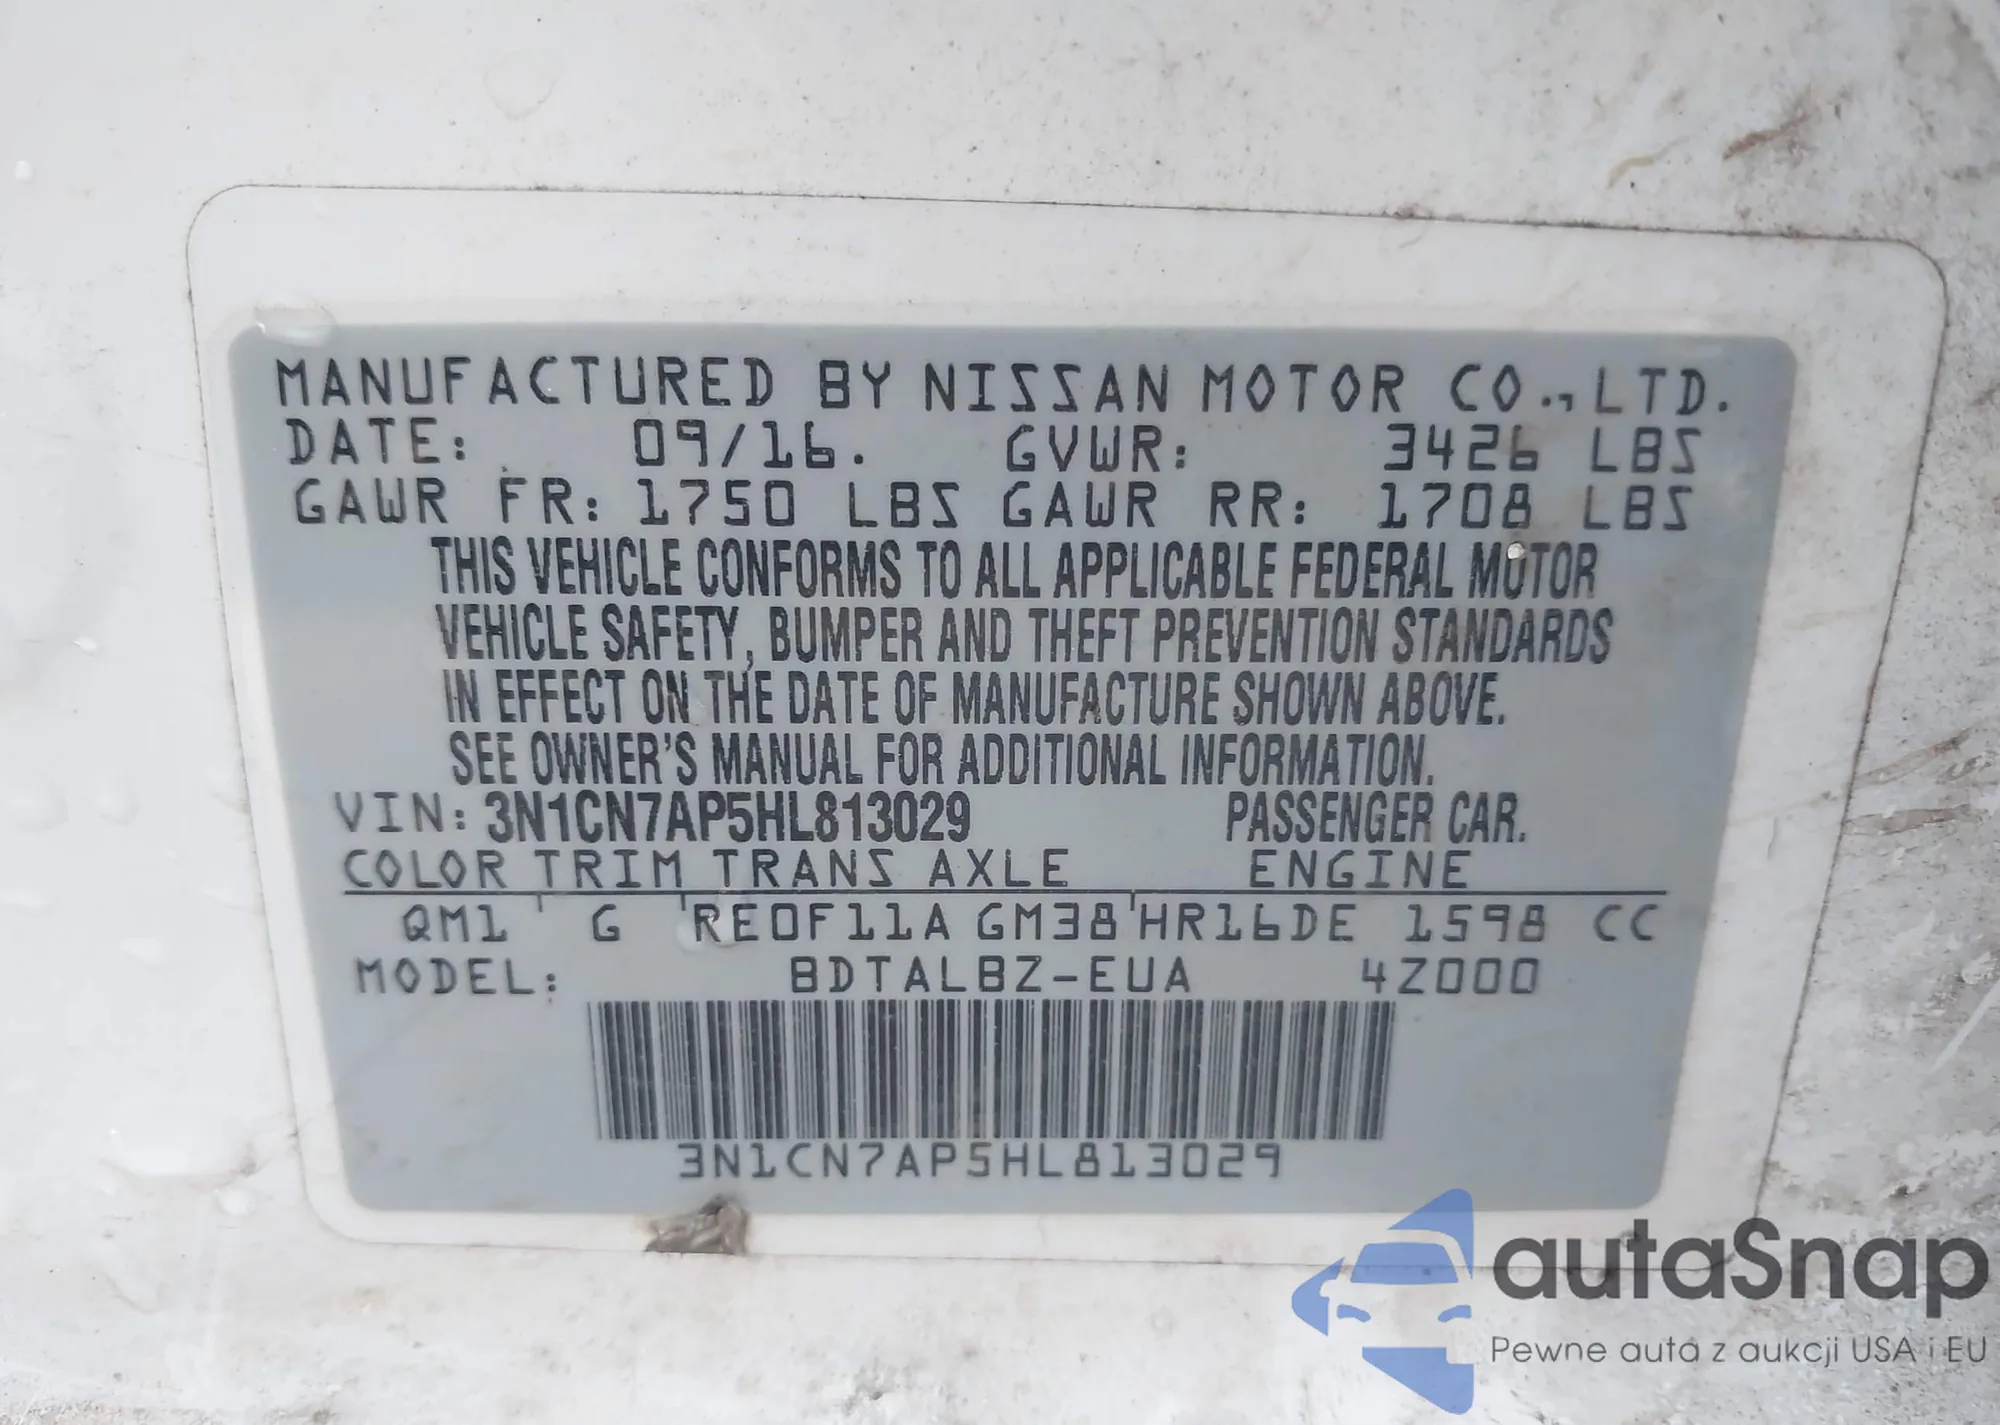 MANUFACTURED BY NISSAN MOTOR CO., LTD.
DATE: 09/16. GVWR: 3426 LBS
GAWR FR: 1750 LBS GAWR RR: 1708 LBS
THIS VEHICLE CONFORMS TO ALL APPLICABLE FEDERAL MOTOR
VEHICLE SAFETY, BUMPER AND THEFT PREVENTION STANDARDS
IN EFFECT ON THE DATE OF MANUFACTURE SHOWN ABOVE.
SEE OWNER'S MANUAL FOR ADDITIONAL INFORMATION.
VIN: 3N1CN7AP5HL813029 PASSENGER CAR.
COLOR TRIM TRANS AXLE ENGINE
QM1 G RE0F11A GM38 HR16DE 1598 CC
MODEL: BDTALBZ-EUA 4Z000
3N1CN7AP5HL813029
autaSnap
Pewne auta z aukcji USA i EU